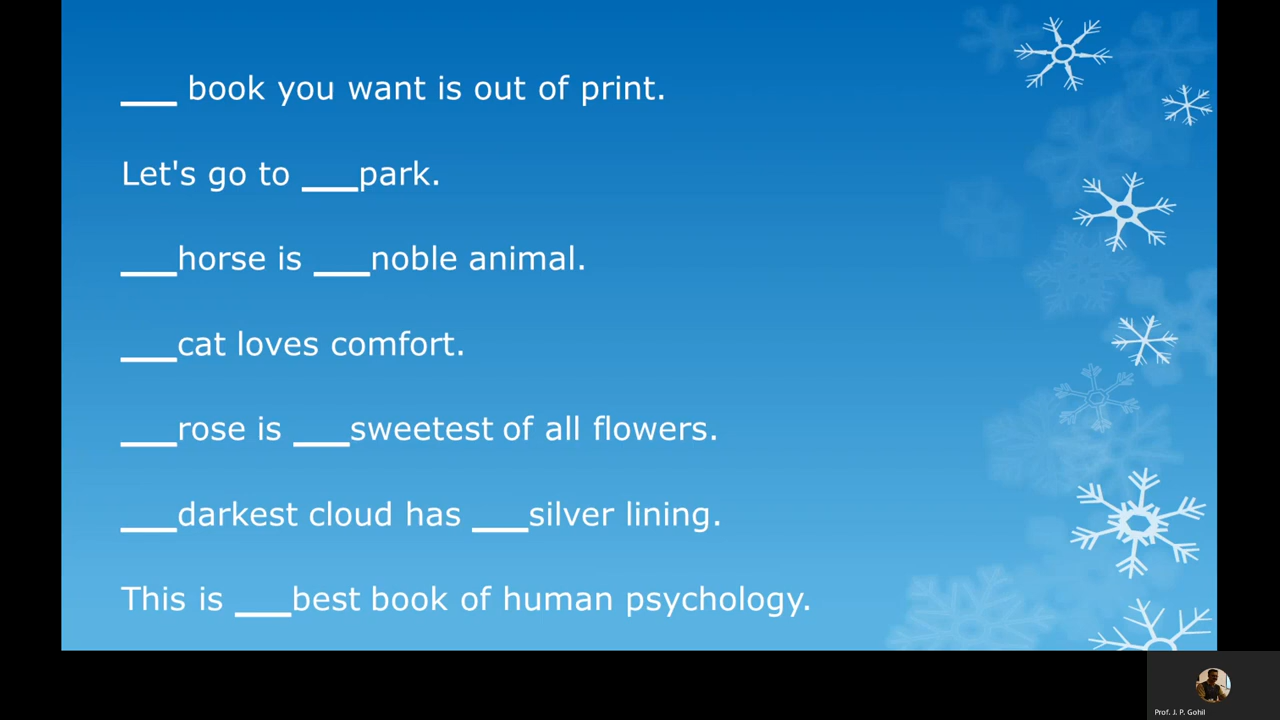 ___ book you want is out of print.
Let's go to ___park.
___horse is ___noble animal.
___cat loves comfort.
___rose is ___sweetest of all flowers.
___darkest cloud has ___silver lining.
This is ___best book of human psychology.
Prof. J. P. Gohil